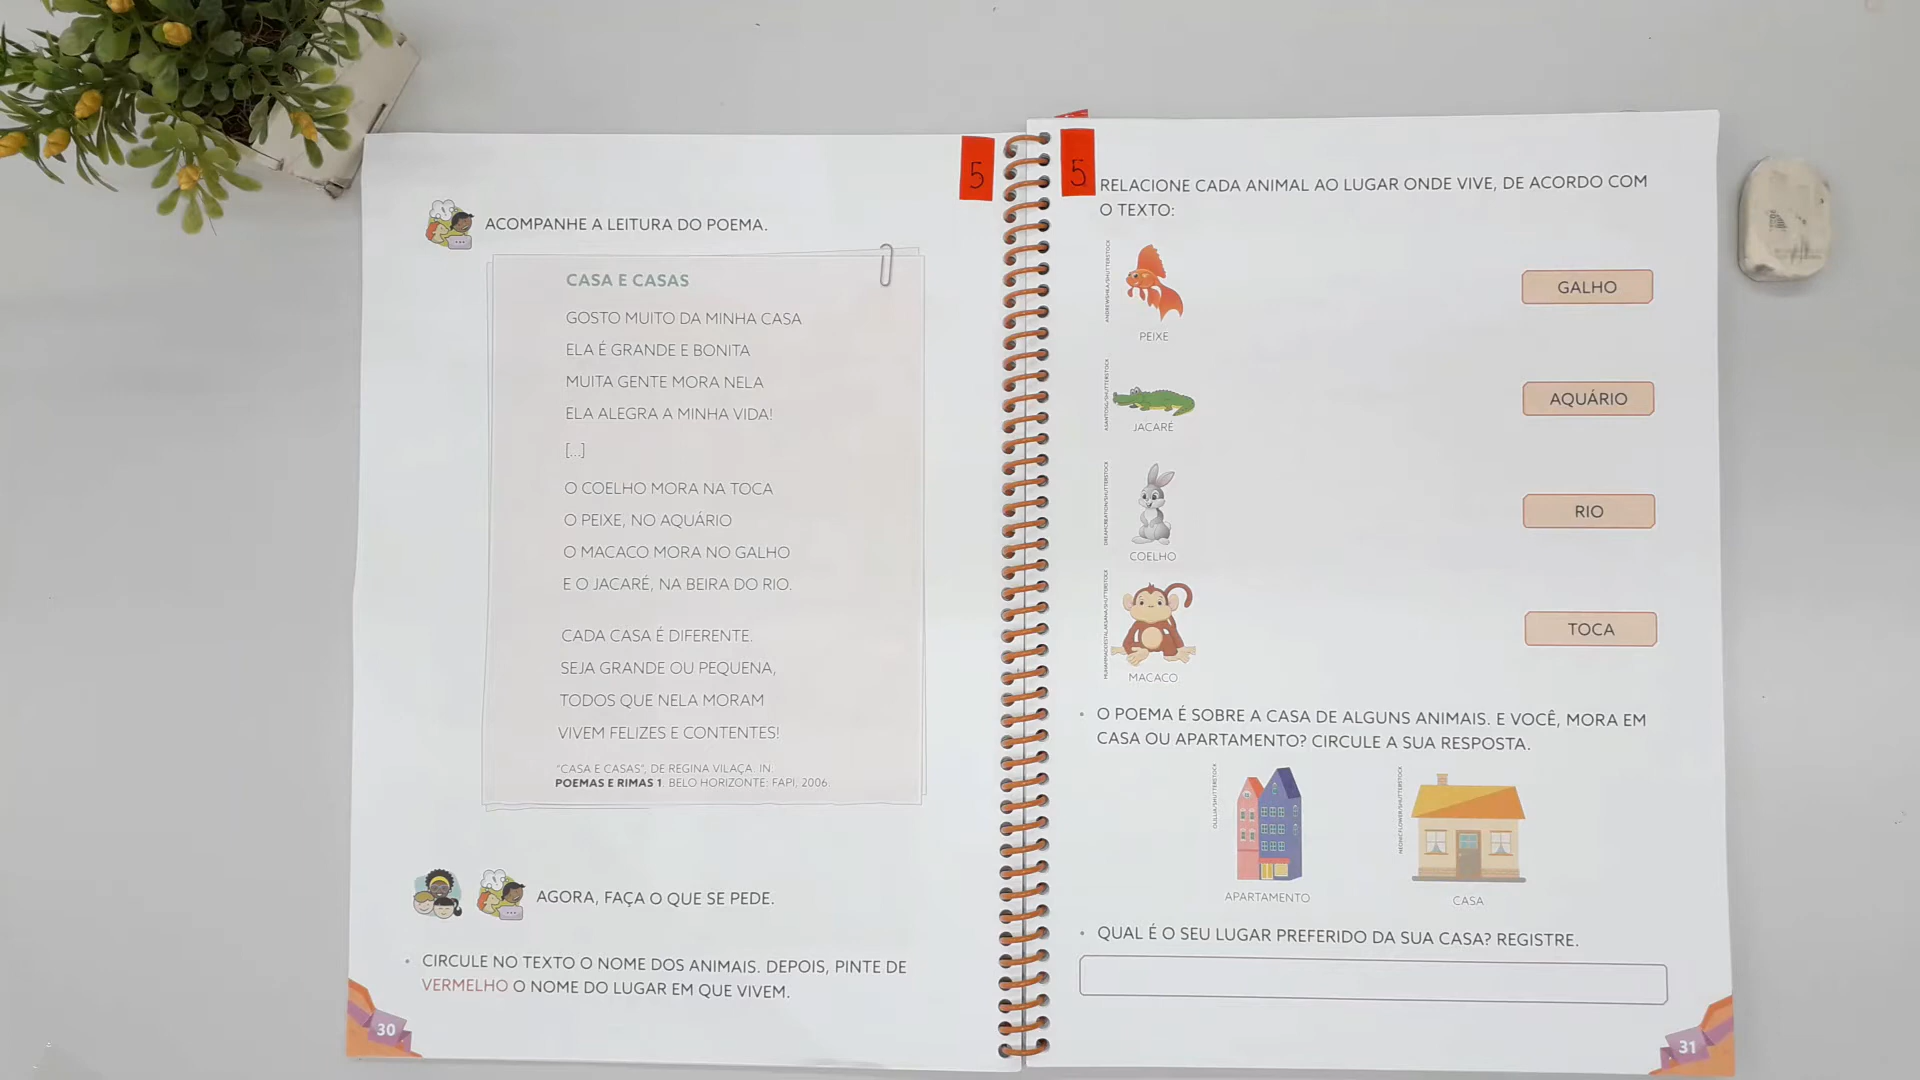 5
ACOMPANHE A LEITURA DO POEMA.
CASA E CASAS
GOSTO MUITO DA MINHA CASA
ELA É GRANDE E BONITA
MUITA GENTE MORA NELA
ELA ALEGRA A MINHA VIDA!
[...]
O COELHO MORA NA TOCA
O PEIXE, NO AQUÁRIO
O MACACO MORA NO GALHO
E O JACARÉ, NA BEIRA DO RIO.
CADA CASA É DIFERENTE.
SEJA GRANDE OU PEQUENA,
TODOS QUE NELA MORAM
VIVEM FELIZES E CONTENTES!
"CASA E CASAS", DE REGINA VILAÇA. IN:
POEMAS E RIMAS 1. BELO HORIZONTE: FAPI, 2006.
AGORA, FAÇA O QUE SE PEDE.
• CIRCULE NO TEXTO O NOME DOS ANIMAIS. DEPOIS, PINTE DE
VERMELHO O NOME DO LUGAR EM QUE VIVEM.
30
5
RELACIONE CADA ANIMAL AO LUGAR ONDE VIVE, DE ACORDO COM
O TEXTO:
PEIXE
GALHO
JACARÉ
AQUÁRIO
COELHO
RIO
MACACO
TOCA
• O POEMA É SOBRE A CASA DE ALGUNS ANIMAIS. E VOCÊ, MORA EM
CASA OU APARTAMENTO? CIRCULE A SUA RESPOSTA.
APARTAMENTO
CASA
• QUAL É O SEU LUGAR PREFERIDO DA SUA CASA? REGISTRE.
31